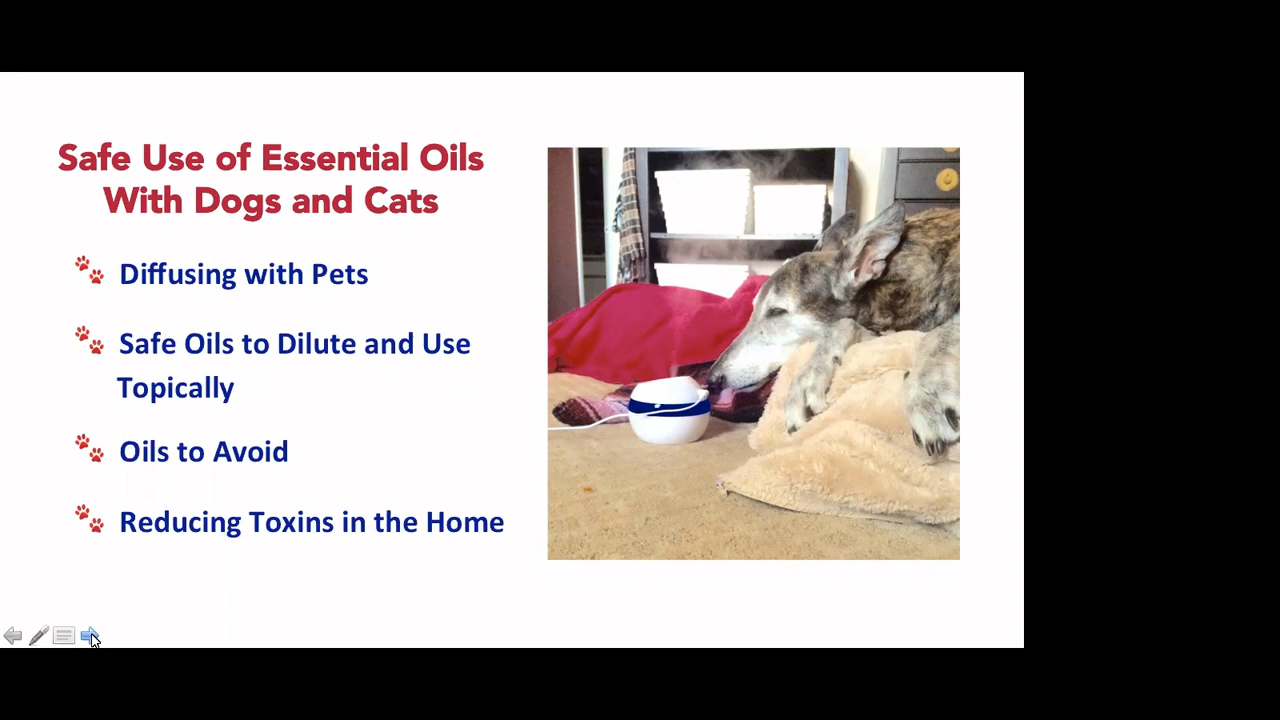 Safe Use of Essential Oils
With Dogs and Cats
Diffusing with Pets
Safe Oils to Dilute and Use
Topically
Oils to Avoid
Reducing Toxins in the Home